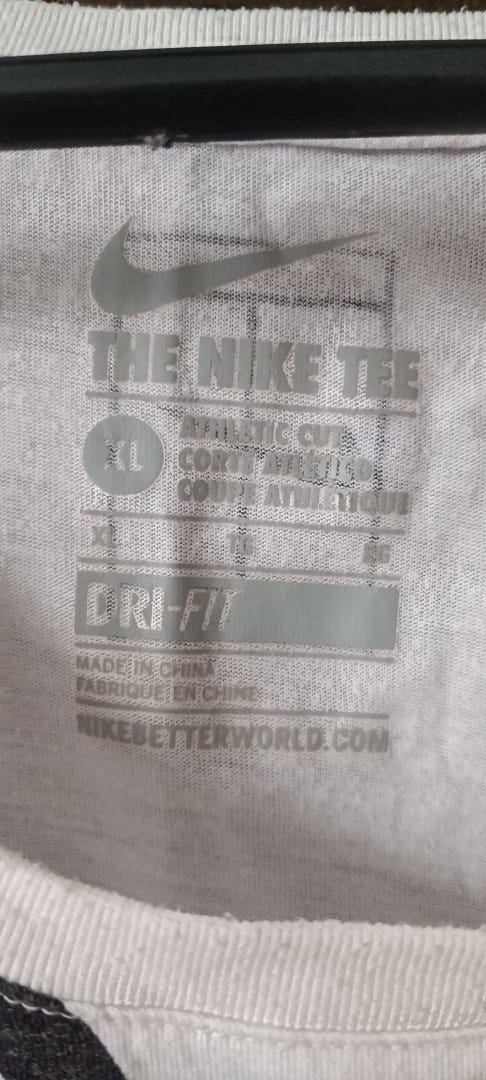 THE NIKE TEE
XL
ATHLETIC CUT
CORTE ATLÉTICO
COUPE ATHLÉTIQUE
XL TG EG
DRI-FIT
MADE IN CHINA
FABRIQUÉ EN CHINE
NIKEBETTERWORLD.COM